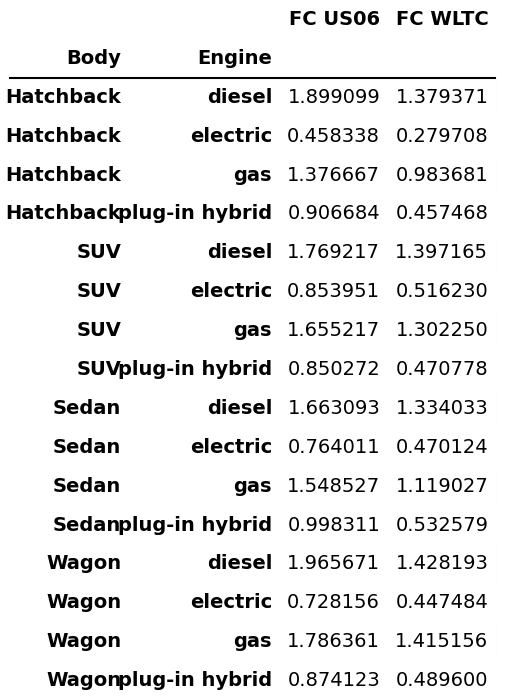 FC US06 FC WLTC
Body Engine
Hatchback diesel 1.899099 1.379371
Hatchback electric 0.458338 0.279708
Hatchback gas 1.376667 0.983681
Hatchback plug-in hybrid 0.906684 0.457468
SUV diesel 1.769217 1.397165
SUV electric 0.853951 0.516230
SUV gas 1.655217 1.302250
SUV plug-in hybrid 0.850272 0.470778
Sedan diesel 1.663093 1.334033
Sedan electric 0.764011 0.470124
Sedan gas 1.548527 1.119027
Sedan plug-in hybrid 0.998311 0.532579
Wagon diesel 1.965671 1.428193
Wagon electric 0.728156 0.447484
Wagon gas 1.786361 1.415156
Wagon plug-in hybrid 0.874123 0.489600